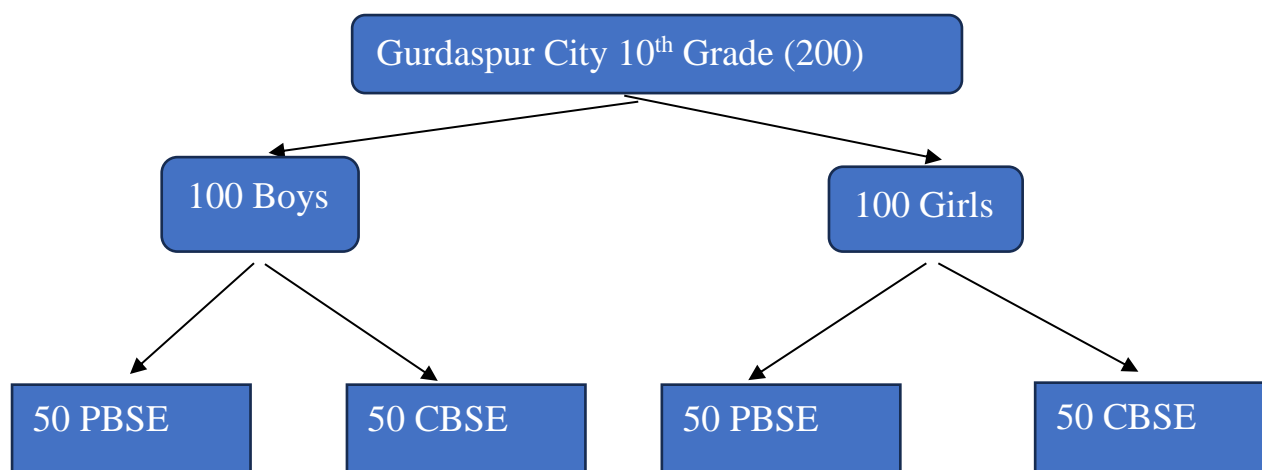 Gurdaspur City 10th Grade (200)
100 Boys
100 Girls
50 PBSE
50 CBSE
50 PBSE
50 CBSE